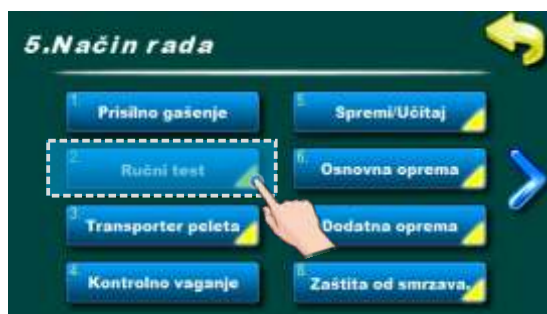 5.Način rada
1. Prisilno gašenje
2. Ručni test
3. Transporter peleta
4. Kontrolno vaganje
5. Spremi/Učitaj
6. Osnovna oprema
Dodatna oprema
8. Zaštita od smrzava.